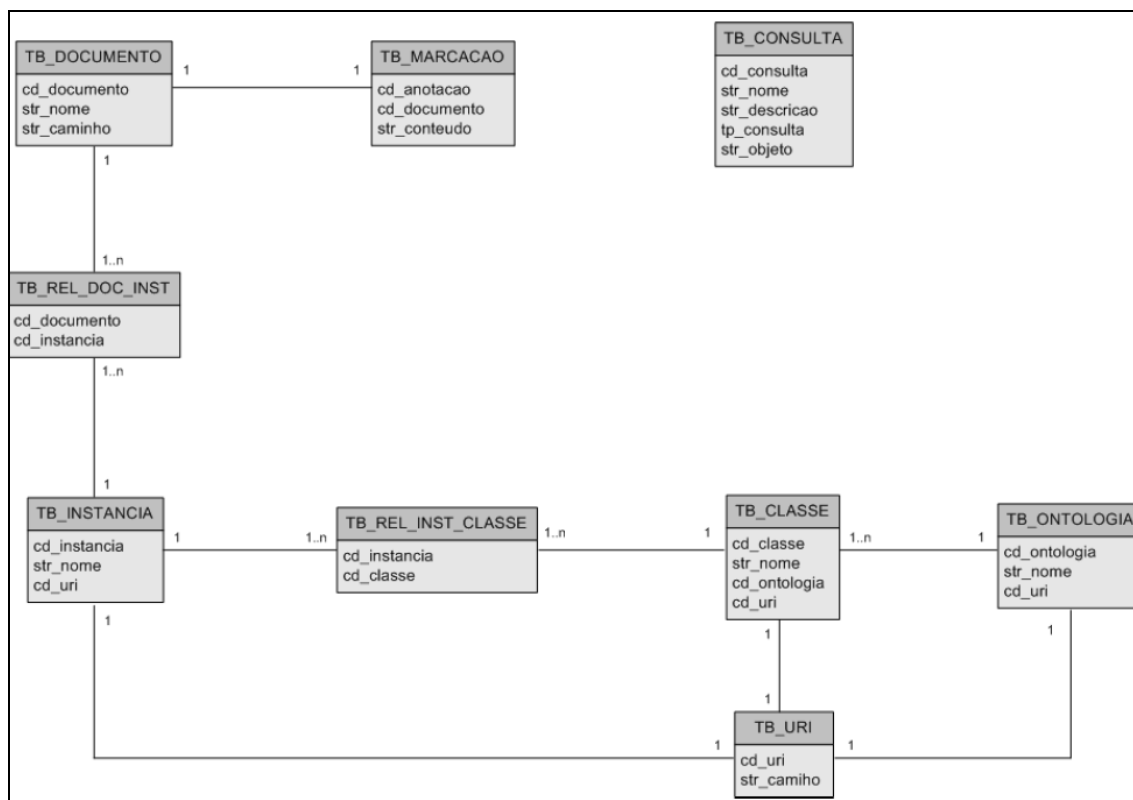 TB_DOCUMENTO
cd_documento
str_nome
str_caminho
1
1
TB_MARCACAO
cd_anotacao
cd_documento
str_conteudo
TB_CONSULTA
cd_consulta
str_nome
str_descricao
tp_consulta
str_objeto
1
1..n
TB_REL_DOC_INST
cd_documento
cd_instancia
1..n
1
TB_INSTANCIA
cd_instancia
str_nome
cd_uri
1
1..n
TB_REL_INST_CLASSE
cd_instancia
cd_classe
1..n
1
TB_CLASSE
cd_classe
str_nome
cd_ontologia
cd_uri
1..n
1
TB_ONTOLOGIA
cd_ontologia
str_nome
cd_uri
1
1
1
1
TB_URI
cd_uri
str_camiho
1
1